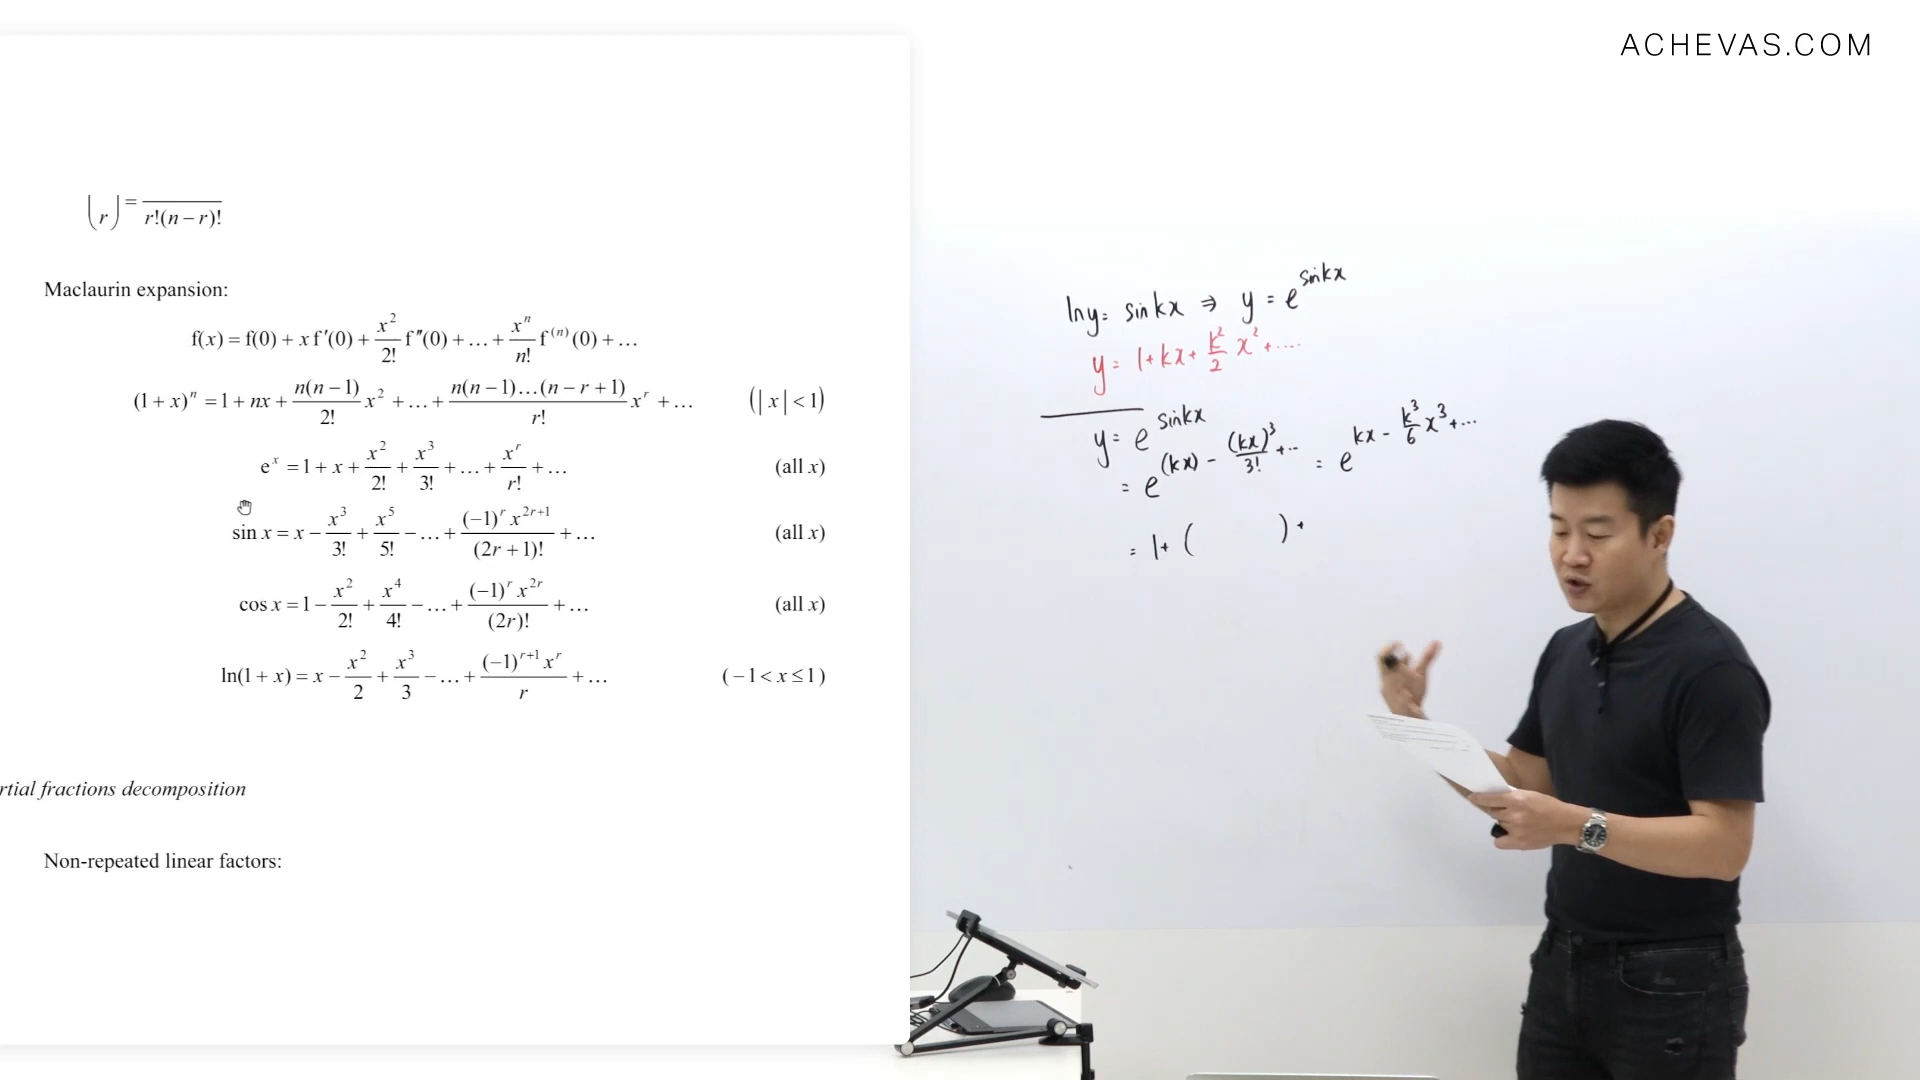 ACHEVAS.COM
(r) = / r!(n − r)!
Maclaurin expansion:
f(x) = f(0) + x f′(0) + x²/2! f″(0) + … + xⁿ/n! f⁽ⁿ⁾(0) + …
(1 + x)ⁿ = 1 + nx + n(n − 1)/2! x² + … + n(n − 1)…(n − r + 1)/r! xʳ + … (|x| < 1)
eˣ = 1 + x + x²/2! + x³/3! + … + xʳ/r! + … (all x)
sin x = x − x³/3! + x⁵/5! − … + (−1)ʳ x²ʳ⁺¹/(2r + 1)! + … (all x)
cos x = 1 − x²/2! + x⁴/4! − … + (−1)ʳ x²ʳ/(2r)! + … (all x)
ln(1 + x) = x − x²/2 + x³/3 − … + (−1)ʳ⁺¹ xʳ/r + … (−1 < x ≤ 1)
rtial fractions decomposition
Non-repeated linear factors:
ln y = sin kx ⇒ y = e^(sin kx)
y = 1 + kx + k²/2 x² + ....
y = e^(sin kx)
= e^((kx) − (kx)³/3! + ...) = e^(kx − k³/6 x³ + ...)
= 1 + ( ) +